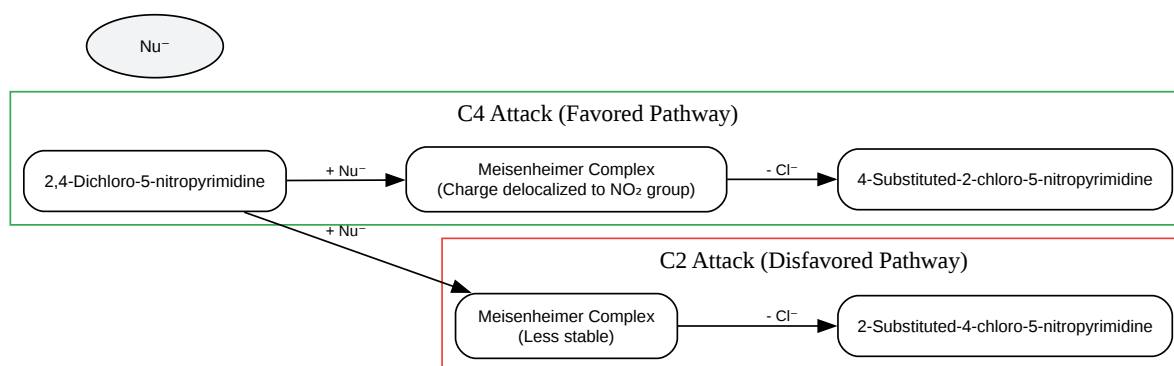 Nu⁻
C4 Attack (Favored Pathway)
2,4-Dichloro-5-nitropyrimidine
+ Nu⁻
Meisenheimer Complex
(Charge delocalized to NO₂ group)
- Cl⁻
4-Substituted-2-chloro-5-nitropyrimidine
+ Nu⁻
C2 Attack (Disfavored Pathway)
Meisenheimer Complex
(Less stable)
- Cl⁻
2-Substituted-4-chloro-5-nitropyrimidine